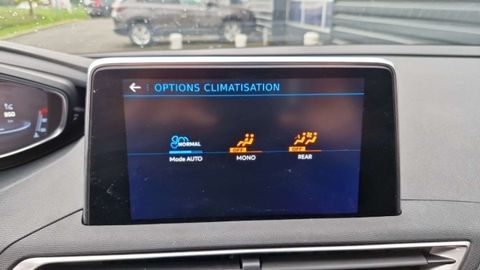 OPTIONS CLIMATISATION
NORMAL OFF OFF
Mode AUTO MONO REAR